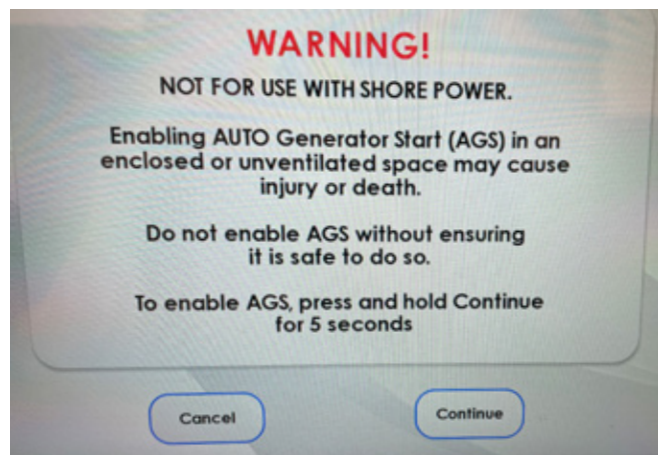 WARNING!
NOT FOR USE WITH SHORE POWER.
Enabling AUTO Generator Start (AGS) in an
enclosed or unventilated space may cause
injury or death.
Do not enable AGS without ensuring
it is safe to do so.
To enable AGS, press and hold Continue
for 5 seconds
Cancel
Continue